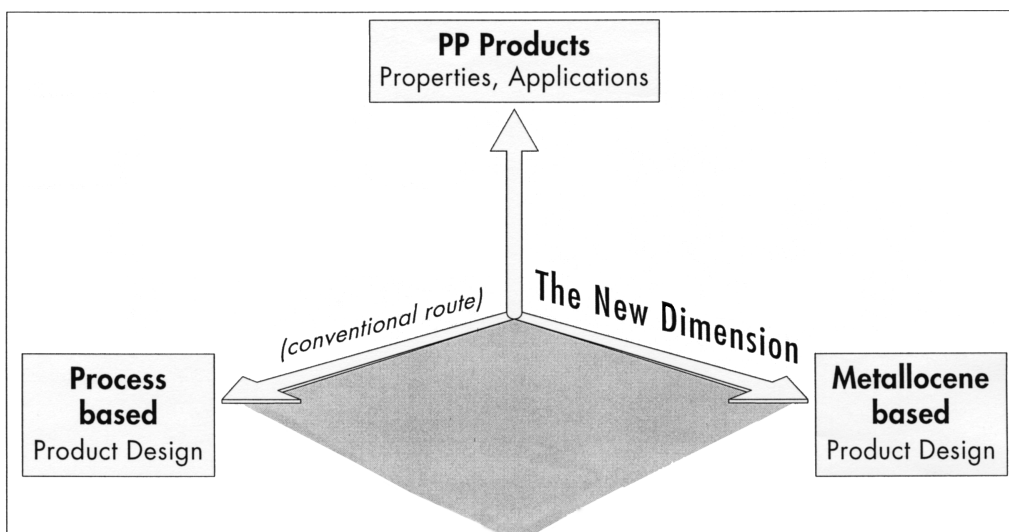 PP Products
Properties, Applications
(conventional route)
The New Dimension
Process
based
Product Design
Metallocene
based
Product Design